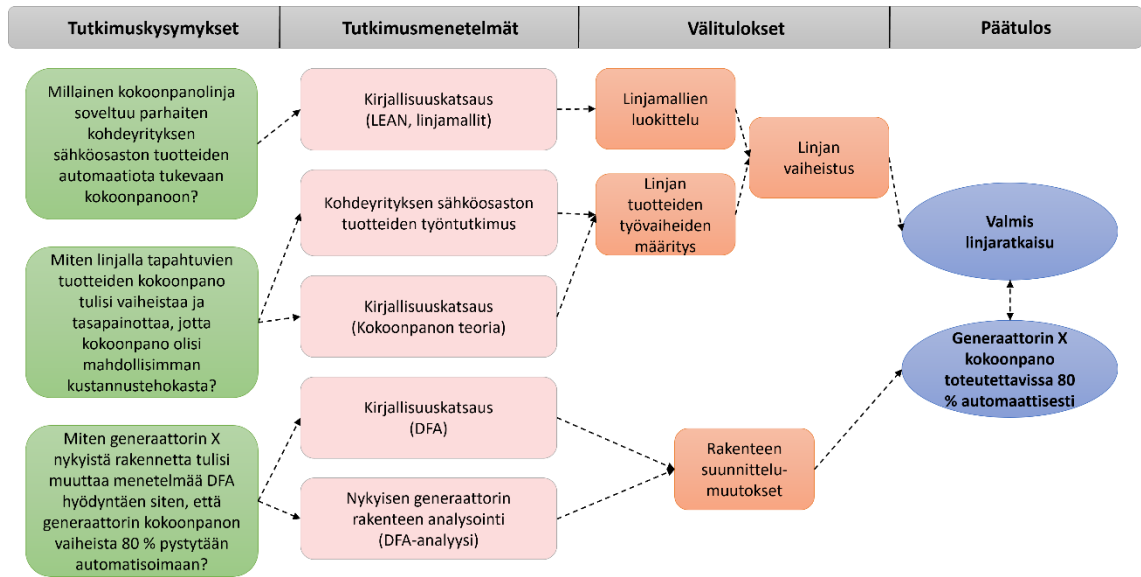 Tutkimuskysymykset
Tutkimusmenetelmät
Välitulokset
Päätulos
Millainen kokoonpanolinja
soveltuu parhaiten
kohdeyrityksen
sähköosaston tuotteiden
automaatiota tukevaan
kokoonpanoon?
Kirjallisuuskatsaus
(LEAN, linjamallit)
Linjamallien
luokittelu
Linjan
vaiheistus
Kohdeyrityksen sähköosaston
tuotteiden työntutkimus
Linjan
tuotteiden
työvaiheiden
määritys
Valmis
linjaratkaisu
Miten linjalla tapahtuvien
tuotteiden kokoonpano
tulisi vaiheistaa ja
tasapainottaa, jotta
kokoonpano olisi
mahdollisimman
kustannustehokasta?
Kirjallisuuskatsaus
(Kokoonpanon teoria)
Generaattorin X
kokoonpano
toteutettavissa 80
% automaattisesti
Kirjallisuuskatsaus
(DFA)
Miten generaattorin X
nykyistä rakennetta tulisi
muuttaa menetelmää DFA
hyödyntäen siten, että
generaattorin kokoonpanon
vaiheista 80 % pystytään
automatisoimaan?
Rakenteen
suunnittelu-
muutokset
Nykyisen generaattorin
rakenteen analysointi
(DFA-analyysi)